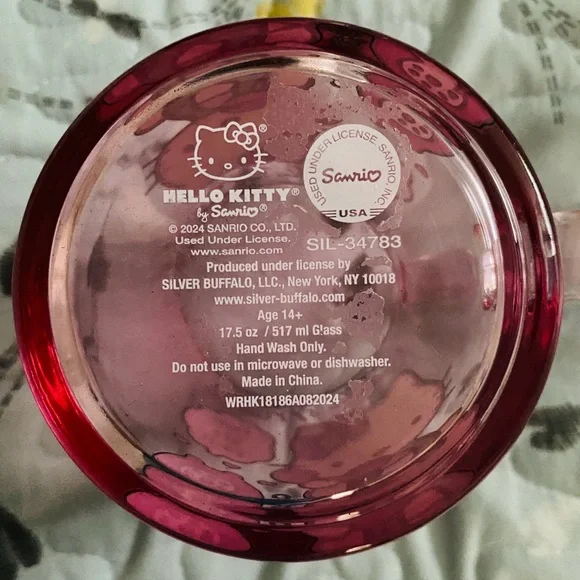 HELLO KITTY®
by Sanrio®
© 2024 SANRIO CO., LTD.
Used Under License.
www.sanrio.com
USED UNDER LICENSE, SANRIO, INC.
Sanrio
USA
SIL-34783
Produced under license by
SILVER BUFFALO, LLC., New York, NY 10018
www.silver-buffalo.com
Age 14+
17.5 oz / 517 ml Glass
Hand Wash Only.
Do not use in microwave or dishwasher.
Made in China.
WRHK18186A082024